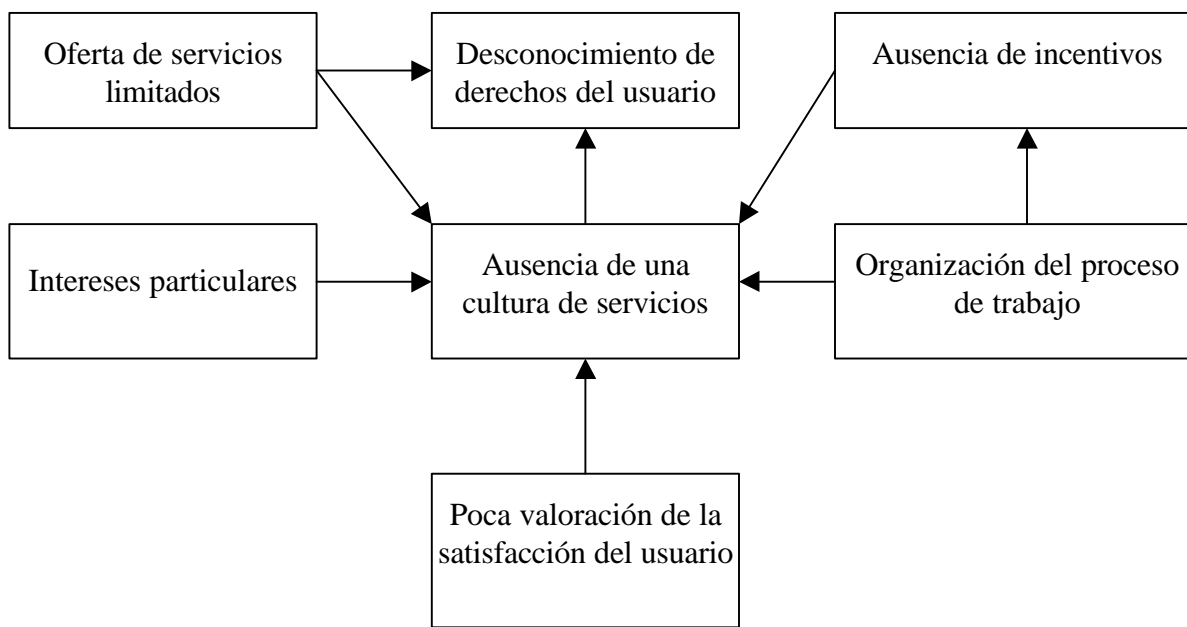 Oferta de servicios
limitados
Desconocimiento de
derechos del usuario
Ausencia de incentivos
Intereses particulares
Ausencia de una
cultura de servicios
Organización del proceso
de trabajo
Poca valoración de la
satisfacción del usuario